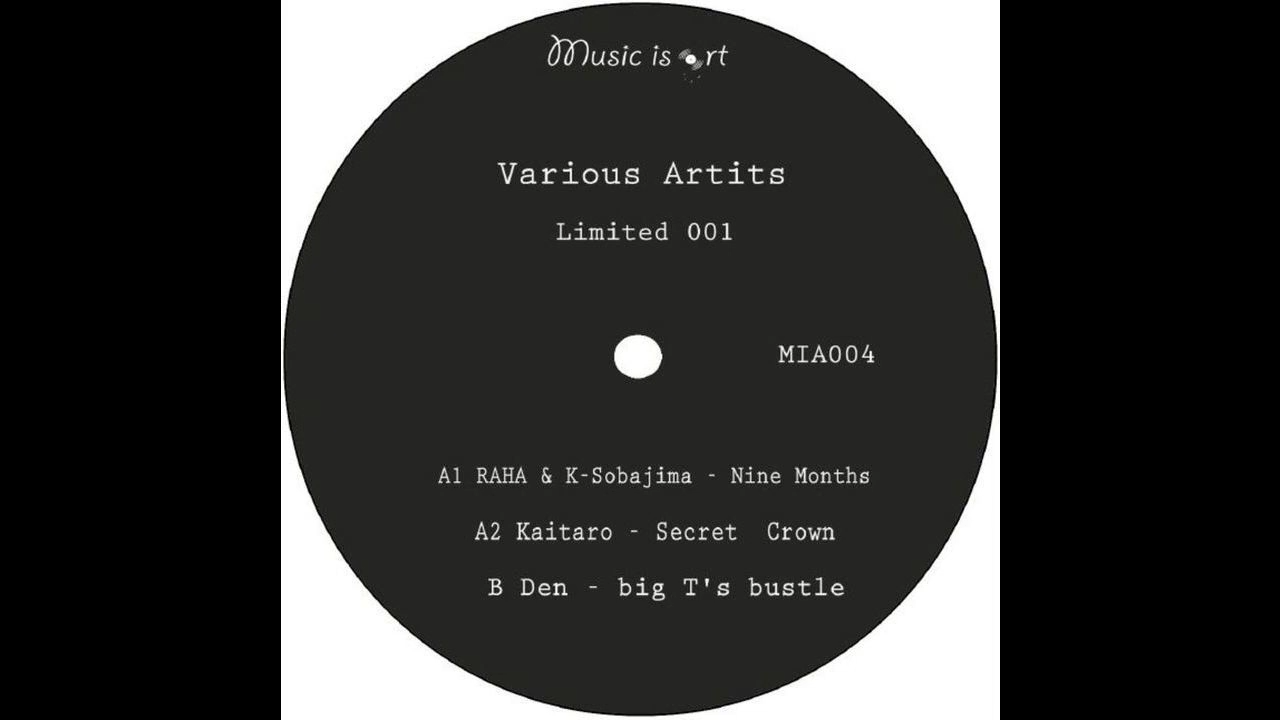 Music is art
Various Artits
Limited 001
MIA004
A1 RAHA & K-Sobajima - Nine Months
A2 Kaitaro - Secret Crown
B Den - big T's bustle